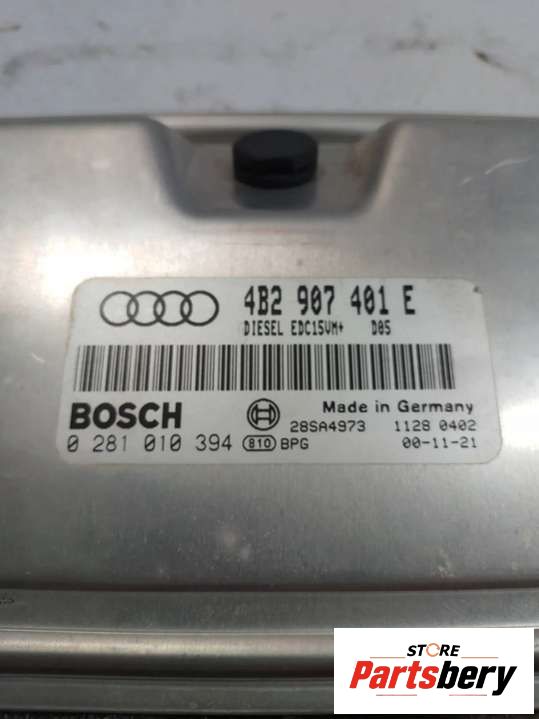 4B2 907 401 E
DIESEL EDC15VM+ D05
BOSCH
Made in Germany
28SA4973 1128 0402
0 281 010 394 810 BPG 00-11-21
STORE
Partsbery